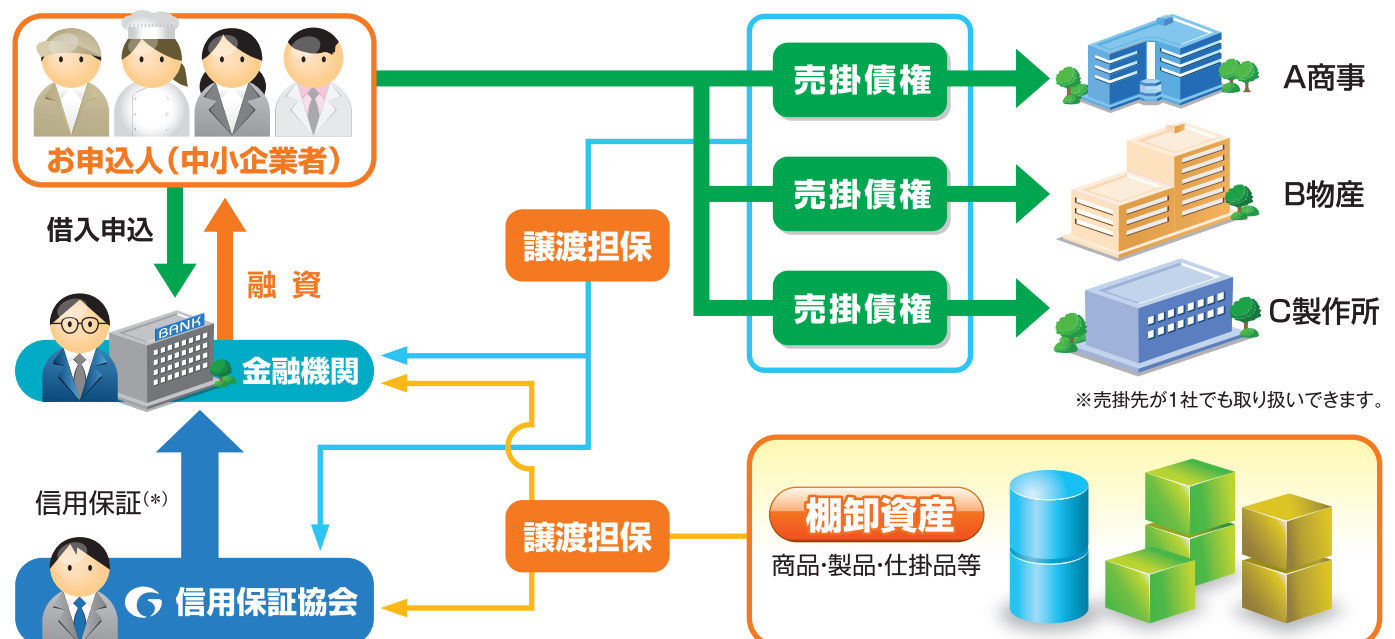 お申込人(中小企業者)
借入申込
融資
BANK
金融機関
信用保証(*)
信用保証協会
譲渡担保
譲渡担保
売掛債権
売掛債権
売掛債権
A商事
B物産
C製作所
※売掛先が1社でも取り扱いできます。
棚卸資産
商品・製品・仕掛品等